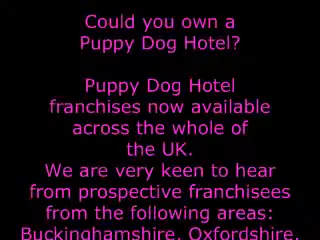 Could you own a
Puppy Dog Hotel?
Puppy Dog Hotel
franchises now available
across the whole of
the UK.
We are very keen to hear
from prospective franchisees
from the following areas:
Buckinghamshire, Oxfordshire,